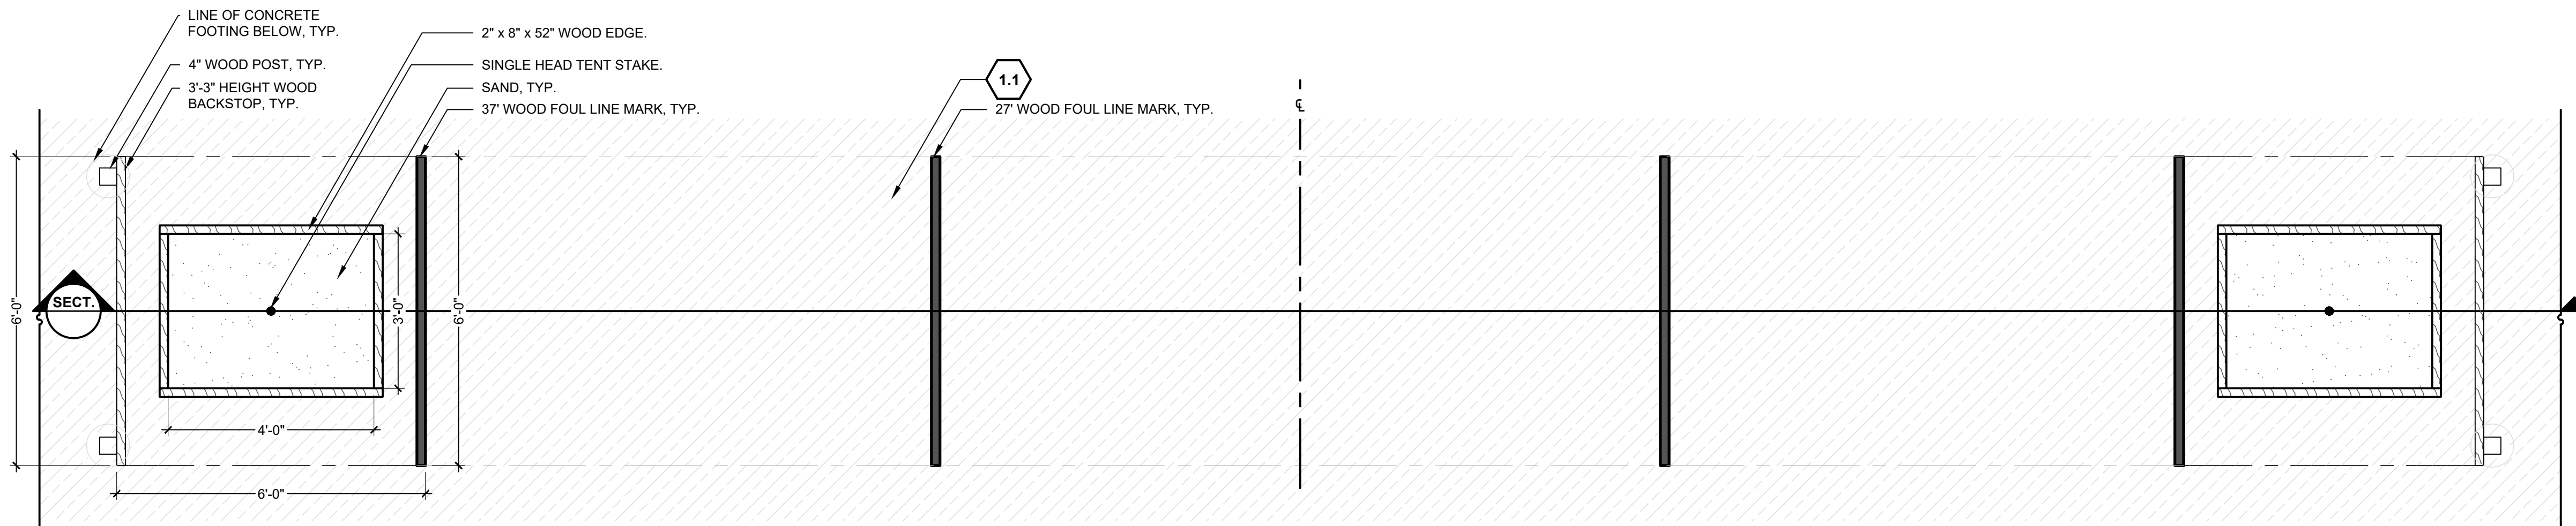 LINE OF CONCRETE
FOOTING BELOW, TYP.
4" WOOD POST, TYP.
3'-3" HEIGHT WOOD
BACKSTOP, TYP.
2" x 8" x 52" WOOD EDGE.
SINGLE HEAD TENT STAKE.
SAND, TYP.
37' WOOD FOUL LINE MARK, TYP.
1.1
27' WOOD FOUL LINE MARK, TYP.
℄
SECT.
6'-0"
3'-0"
6'-0"
4'-0"
6'-0"